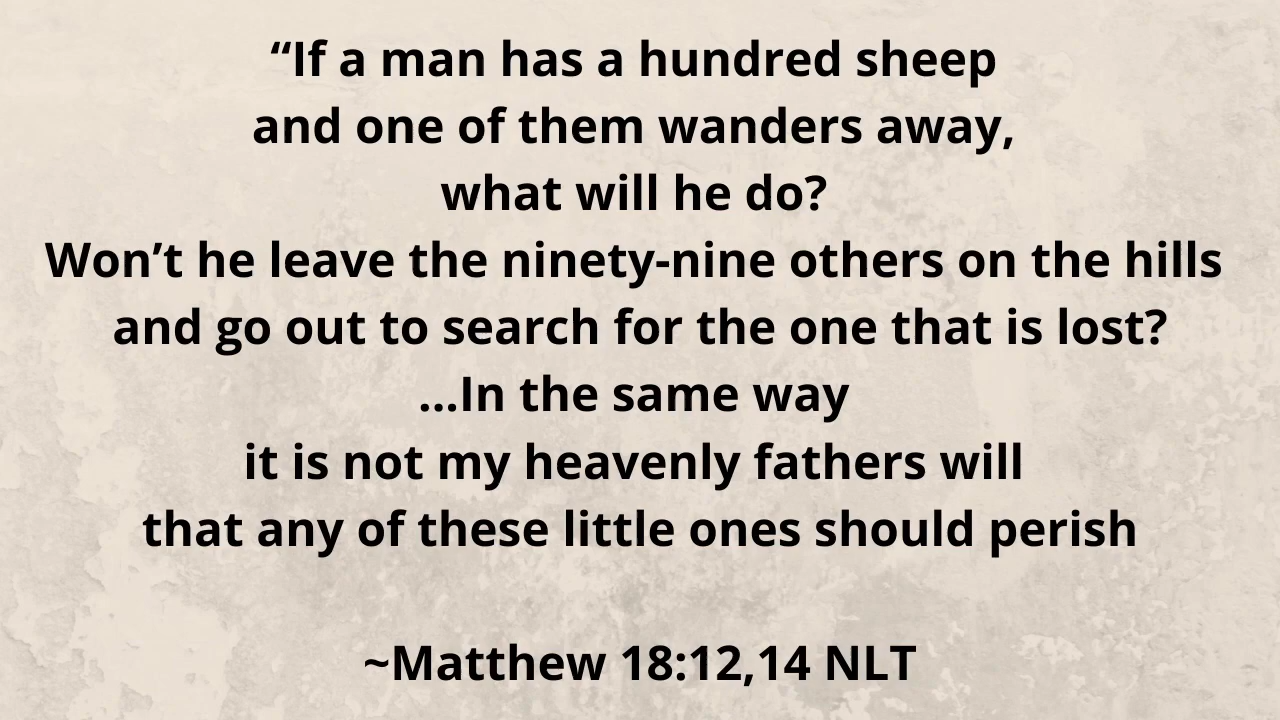 “If a man has a hundred sheep
and one of them wanders away,
what will he do?
Won’t he leave the ninety-nine others on the hills
and go out to search for the one that is lost?
...In the same way
it is not my heavenly fathers will
that any of these little ones should perish
~Matthew 18:12,14 NLT